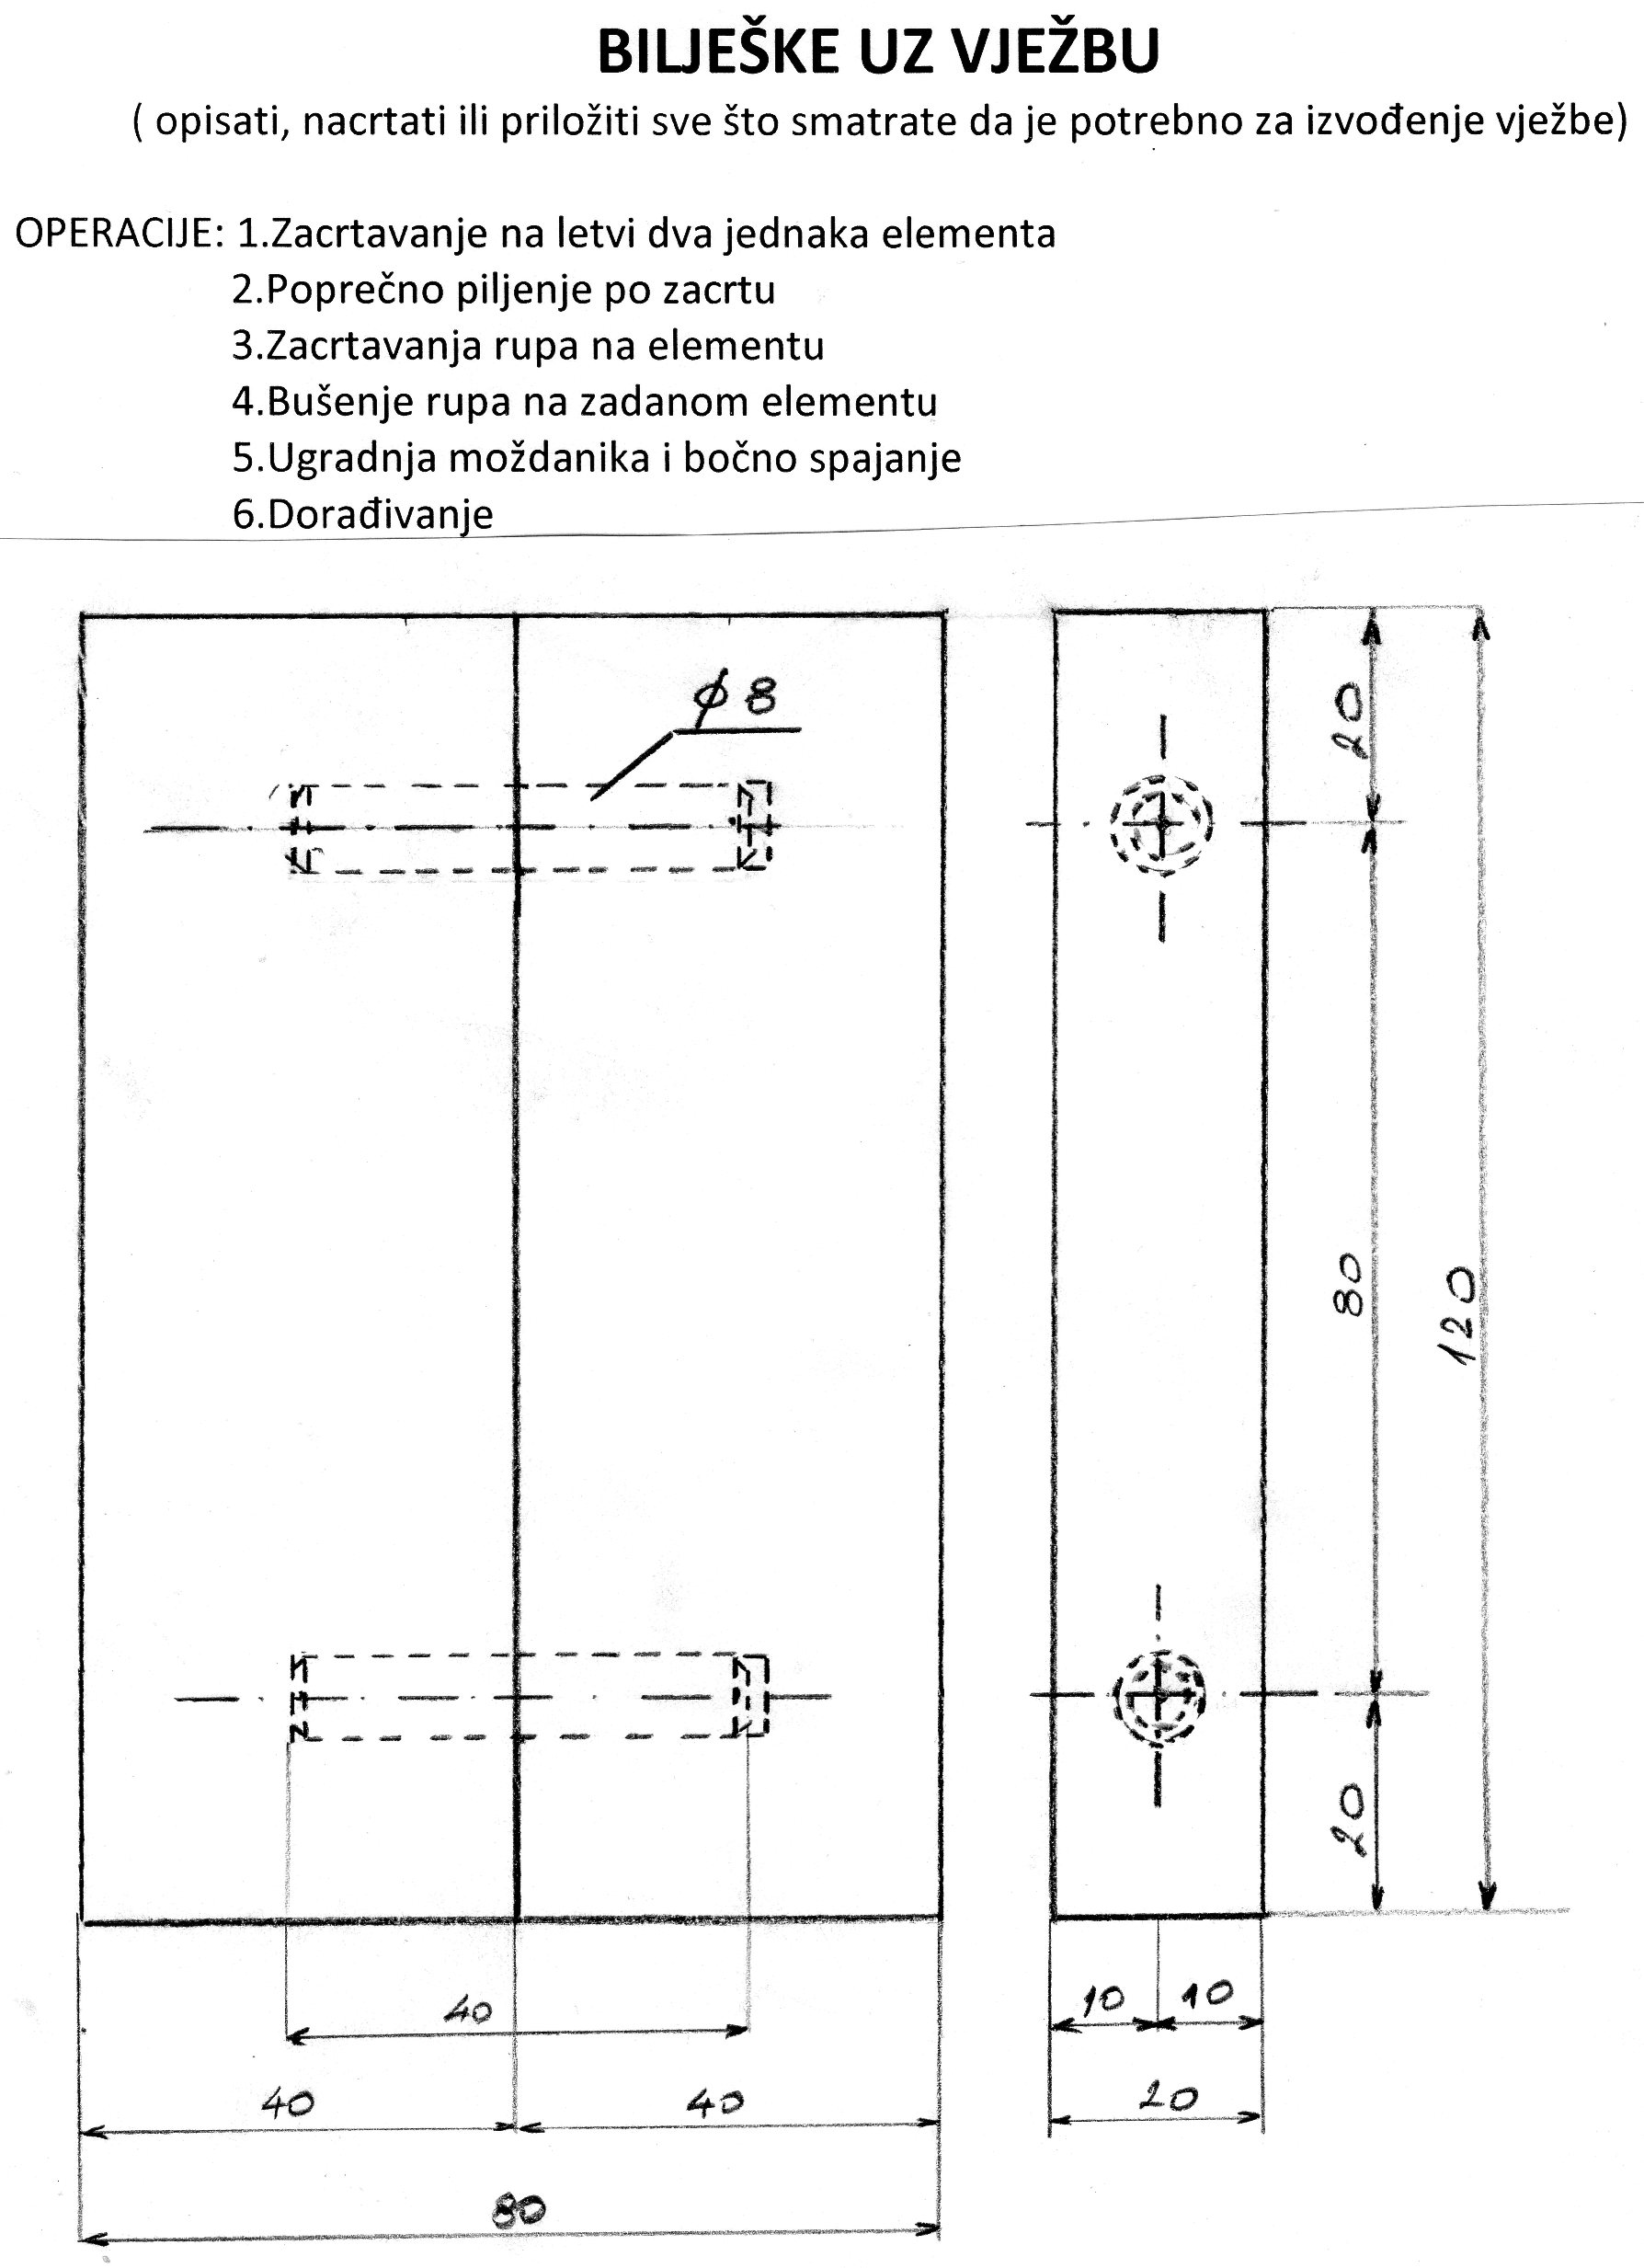 BILJEŠKE UZ VJEŽBU
( opisati, nacrtati ili priložiti sve što smatrate da je potrebno za izvođenje vježbe)
OPERACIJE: 1.Zacrtavanje na letvi dva jednaka elementa
2.Poprečno piljenje po zacrtu
3.Zacrtavanja rupa na elementu
4.Bušenje rupa na zadanom elementu
5.Ugradnja moždanika i bočno spajanje
6.Dorađivanje
ϕ 8
20
80
120
20
40
10 10
40 40
20
80